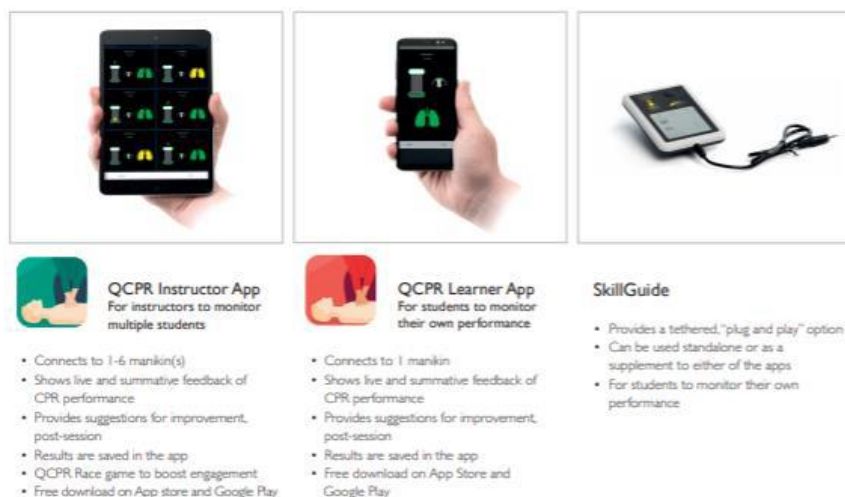 QCPR Instructor App
For instructors to monitor
multiple students
• Connects to 1-6 manikin(s)
• Shows live and summative feedback of
CPR performance
• Provides suggestions for improvement,
post-session
• Results are saved in the app
• QCPR Race game to boost engagement
• Free download on App store and Google Play
QCPR Learner App
For students to monitor
their own performance
• Connects to 1 manikin
• Shows live and summative feedback of
CPR performance
• Provides suggestions for improvement,
post-session
• Results are saved in the app
• Free download on App Store and
Google Play
SkillGuide
• Provides a tethered, "plug and play" option
• Can be used standalone or as a
supplement to either of the apps
• For students to monitor their own
performance